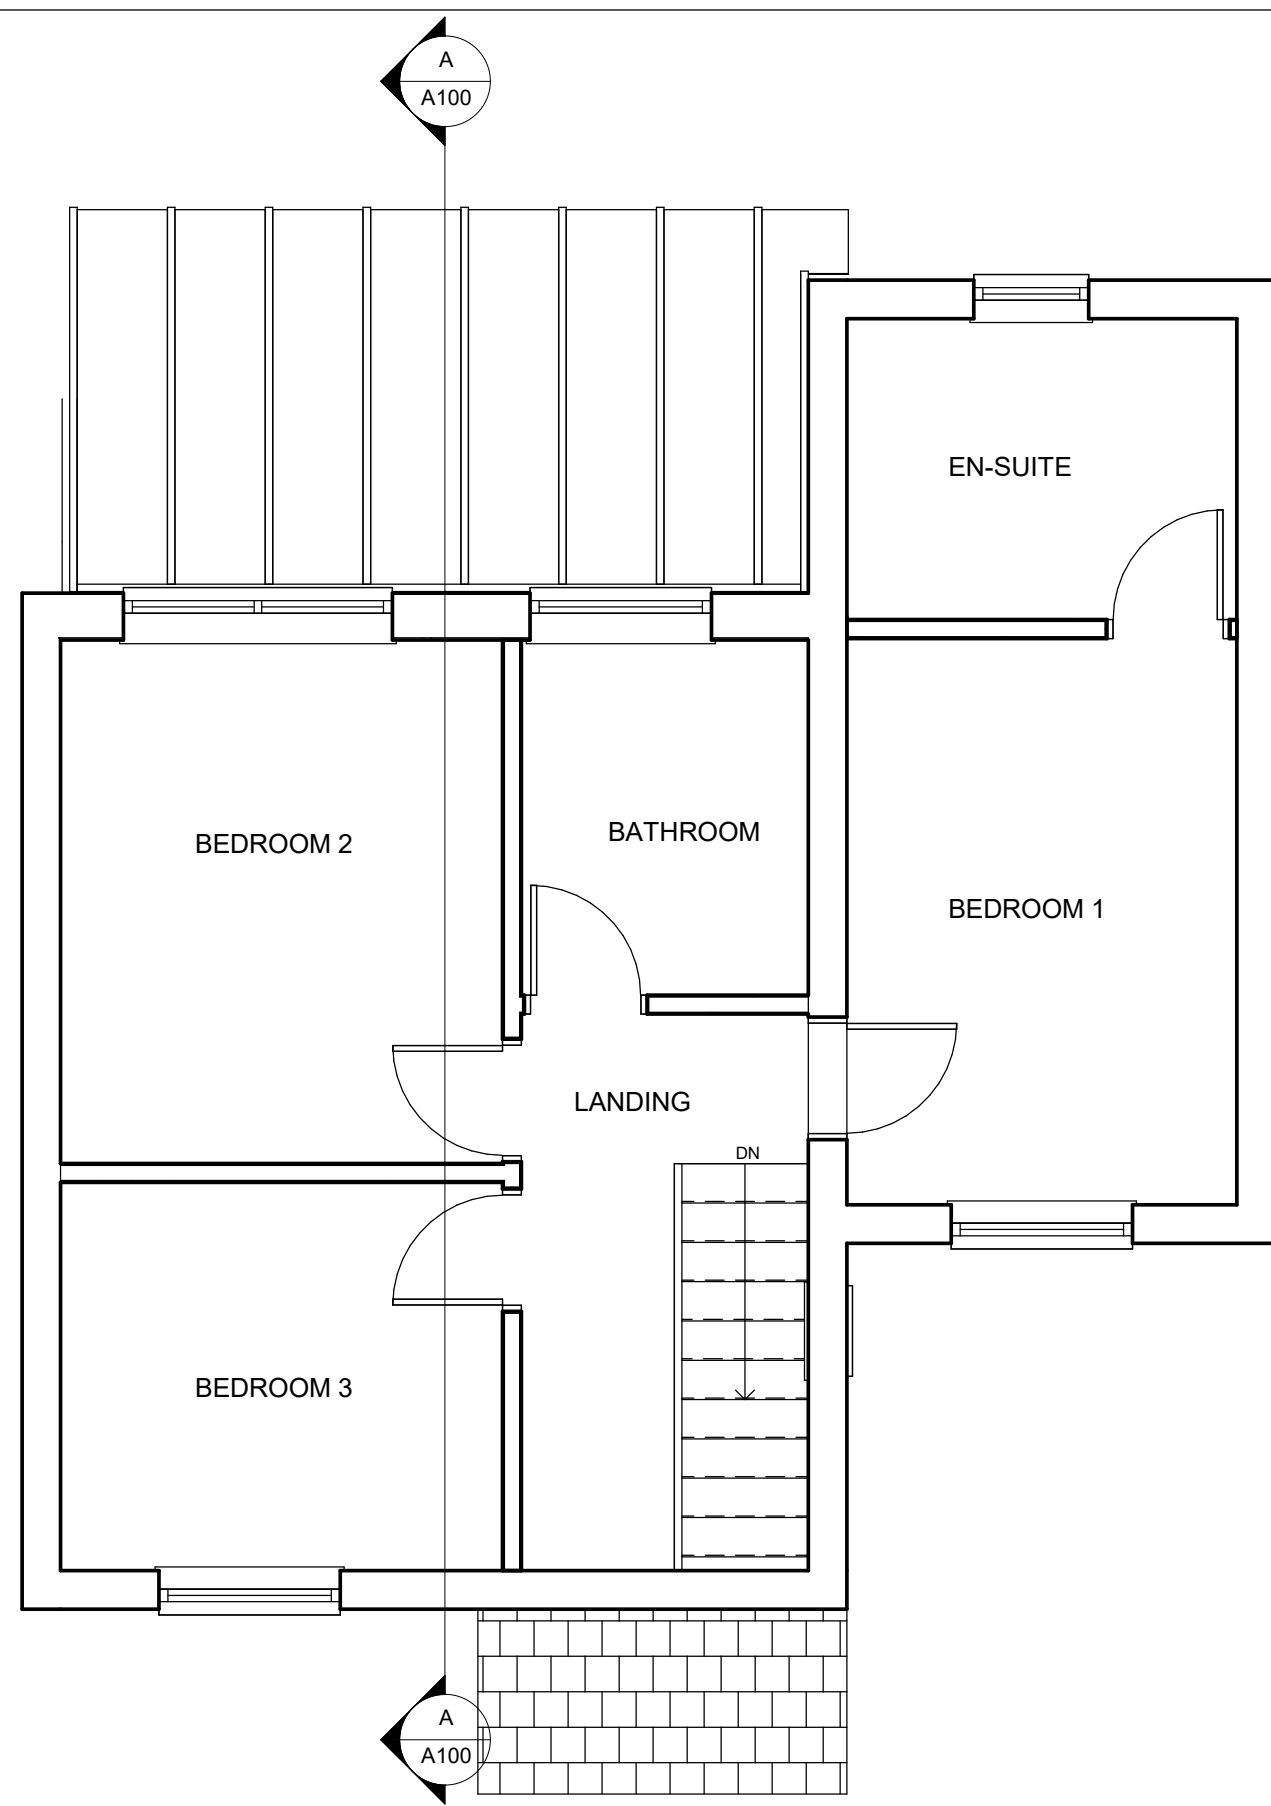 A
A100
EN-SUITE
BEDROOM 2
BATHROOM
BEDROOM 1
LANDING
DN
BEDROOM 3
A
A100